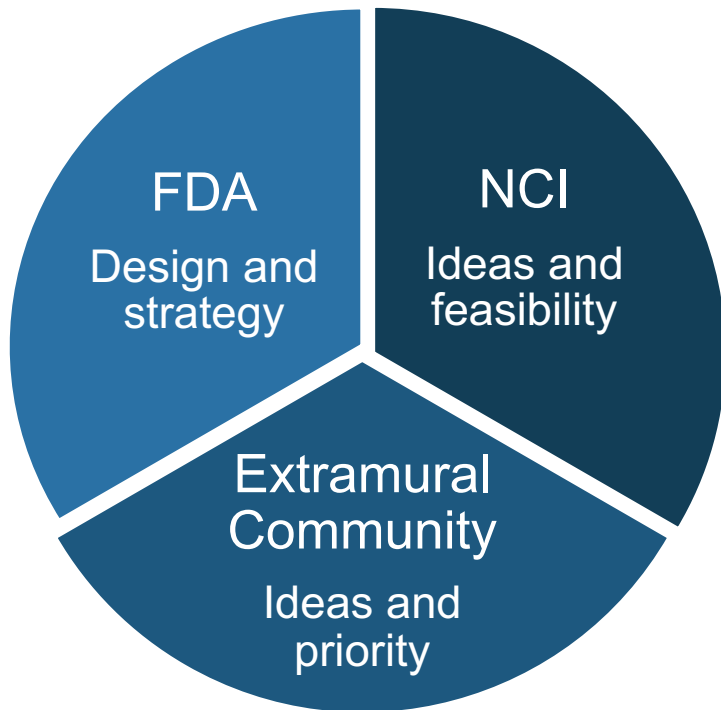 FDA
Design and
strategy
NCI
Ideas and
feasibility
Extramural
Community
Ideas and
priority